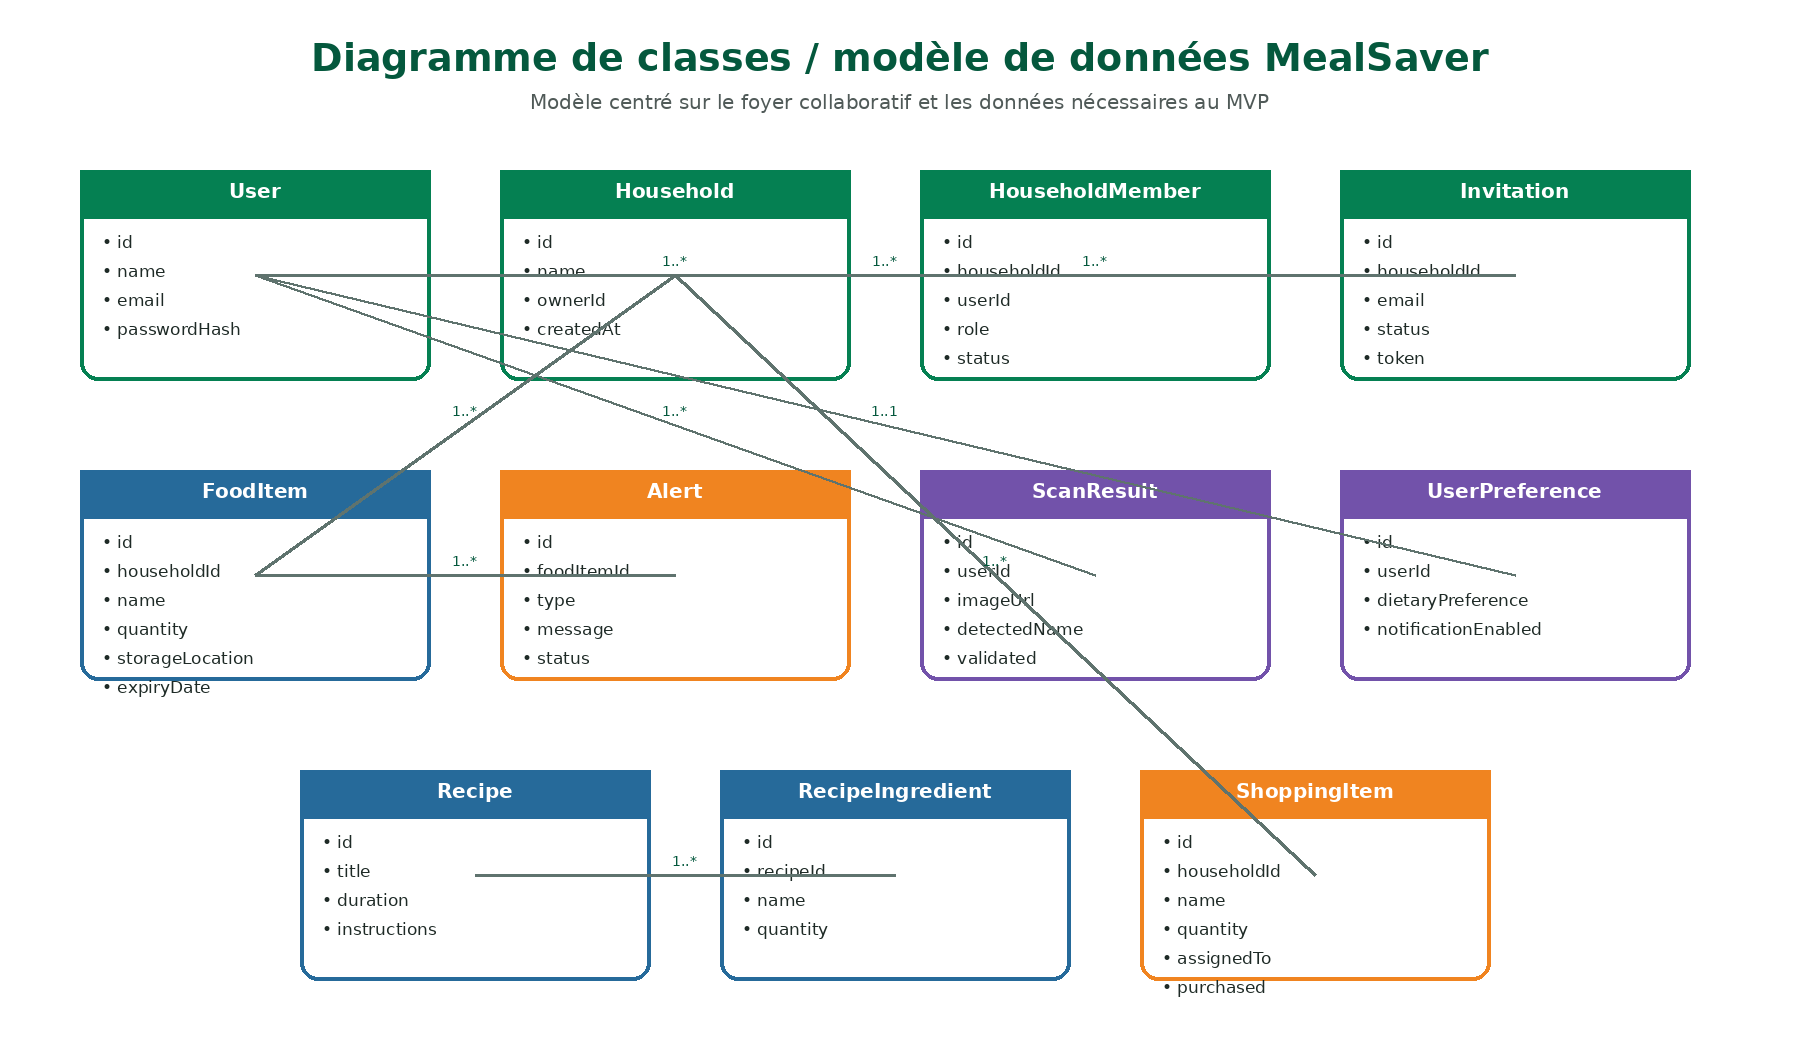 Diagramme de classes / modèle de données MealSaver
Modèle centré sur le foyer collaboratif et les données nécessaires au MVP
User
• id
• name
• email
• passwordHash
Household
• id
• name
• ownerId
• createdAt
HouseholdMember
• id
• householdId
• userId
• role
• status
Invitation
• id
• householdId
• email
• status
• token
1..*
1..*
1..*
1..*
1..*
1..1
FoodItem
• id
• householdId
• name
• quantity
• storageLocation
• expiryDate
1..*
Alert
• id
• foodItemId
• type
• message
• status
ScanResult
• id
• userId
• imageUrl
• detectedName
• validated
1..*
UserPreference
• id
• userId
• dietaryPreference
• notificationEnabled
Recipe
• id
• title
• duration
• instructions
1..*
RecipeIngredient
• id
• recipeId
• name
• quantity
ShoppingItem
• id
• householdId
• name
• quantity
• assignedTo
• purchased